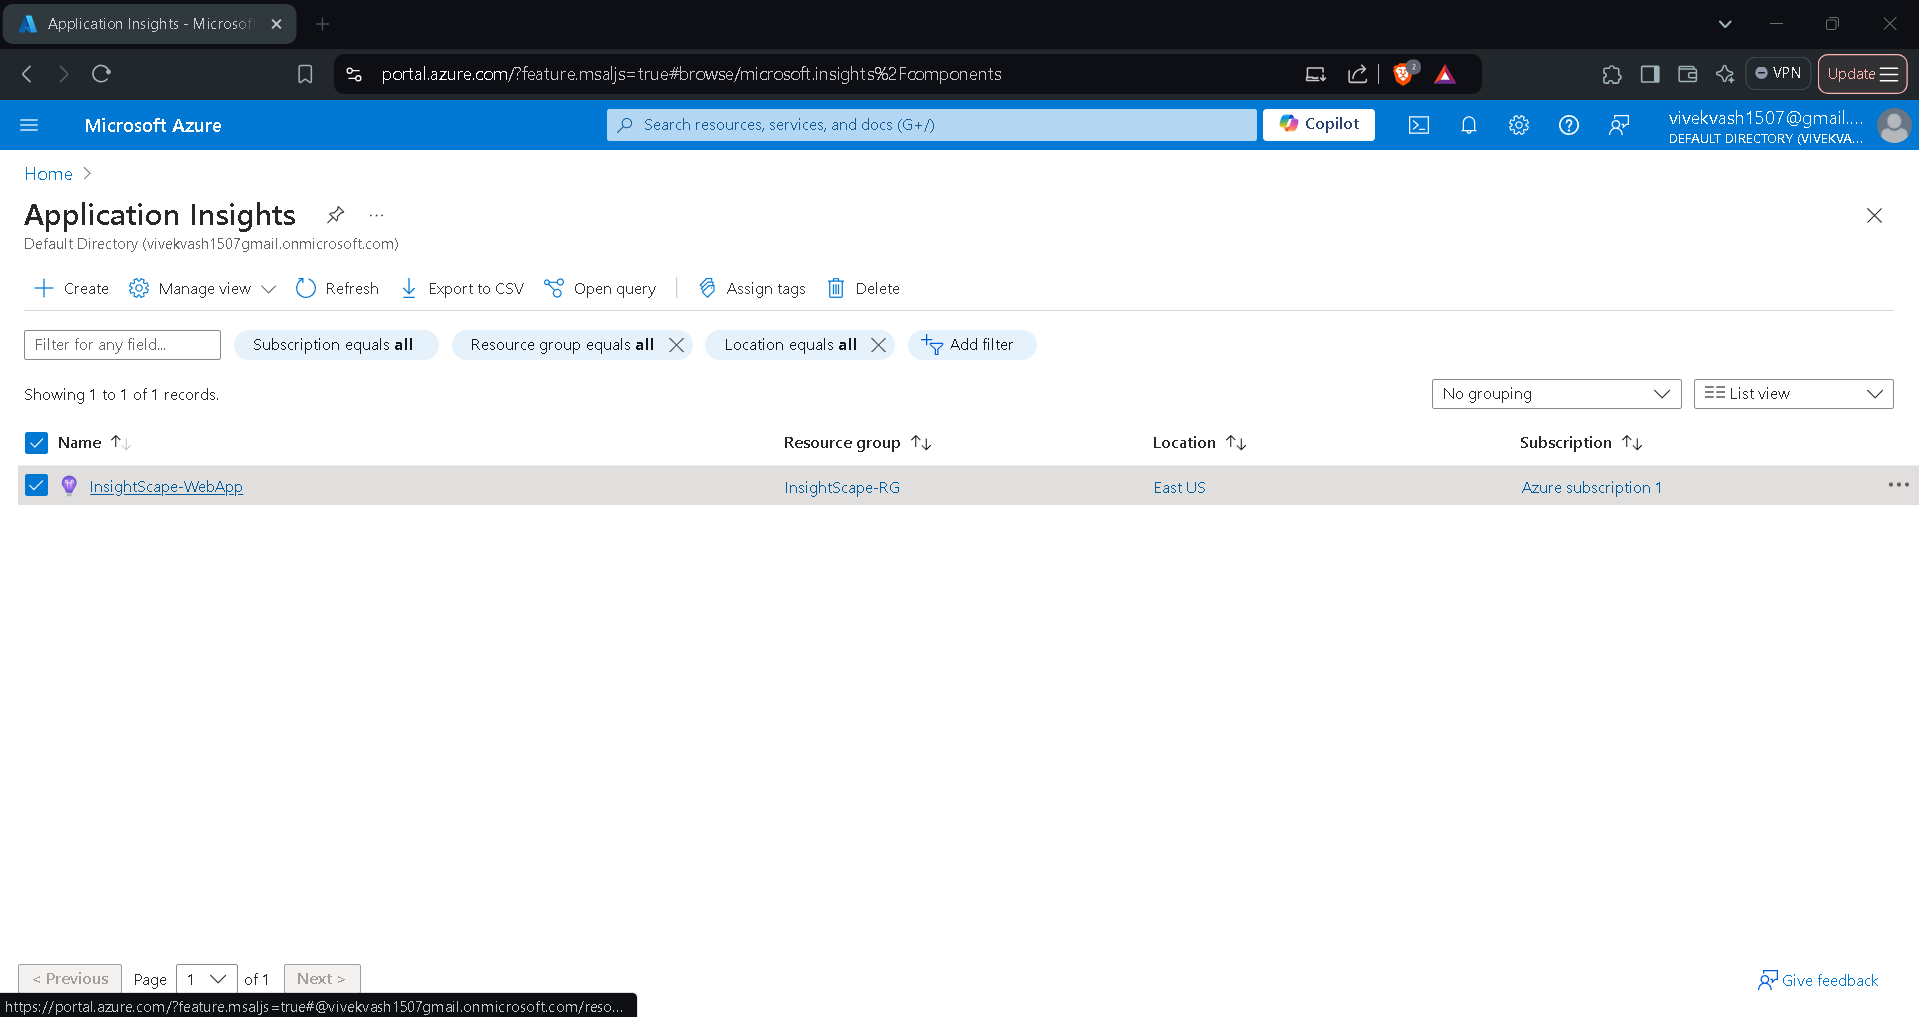 Application Insights - Microsof
portal.azure.com/?feature.msaljs=true#browse/microsoft.insights%2Fcomponents
2
VPN
Update
Microsoft Azure
Search resources, services, and docs (G+/)
Copilot
vivekvash1507@gmail....
DEFAULT DIRECTORY (VIVEKVA...
Home
Application Insights
...
Default Directory (vivekvash1507gmail.onmicrosoft.com)
Create
Manage view
Refresh
Export to CSV
Open query
Assign tags
Delete
Filter for any field...
Subscription equals all
Resource group equals all
Location equals all
Add filter
Showing 1 to 1 of 1 records.
No grouping
List view
Name
Resource group
Location
Subscription
InsightScape-WebApp
InsightScape-RG
East US
Azure subscription 1
...
< Previous
Page
1
of 1
Next >
Give feedback
https://portal.azure.com/?feature.msaljs=true#@vivekvash1507gmail.onmicrosoft.com/reso...